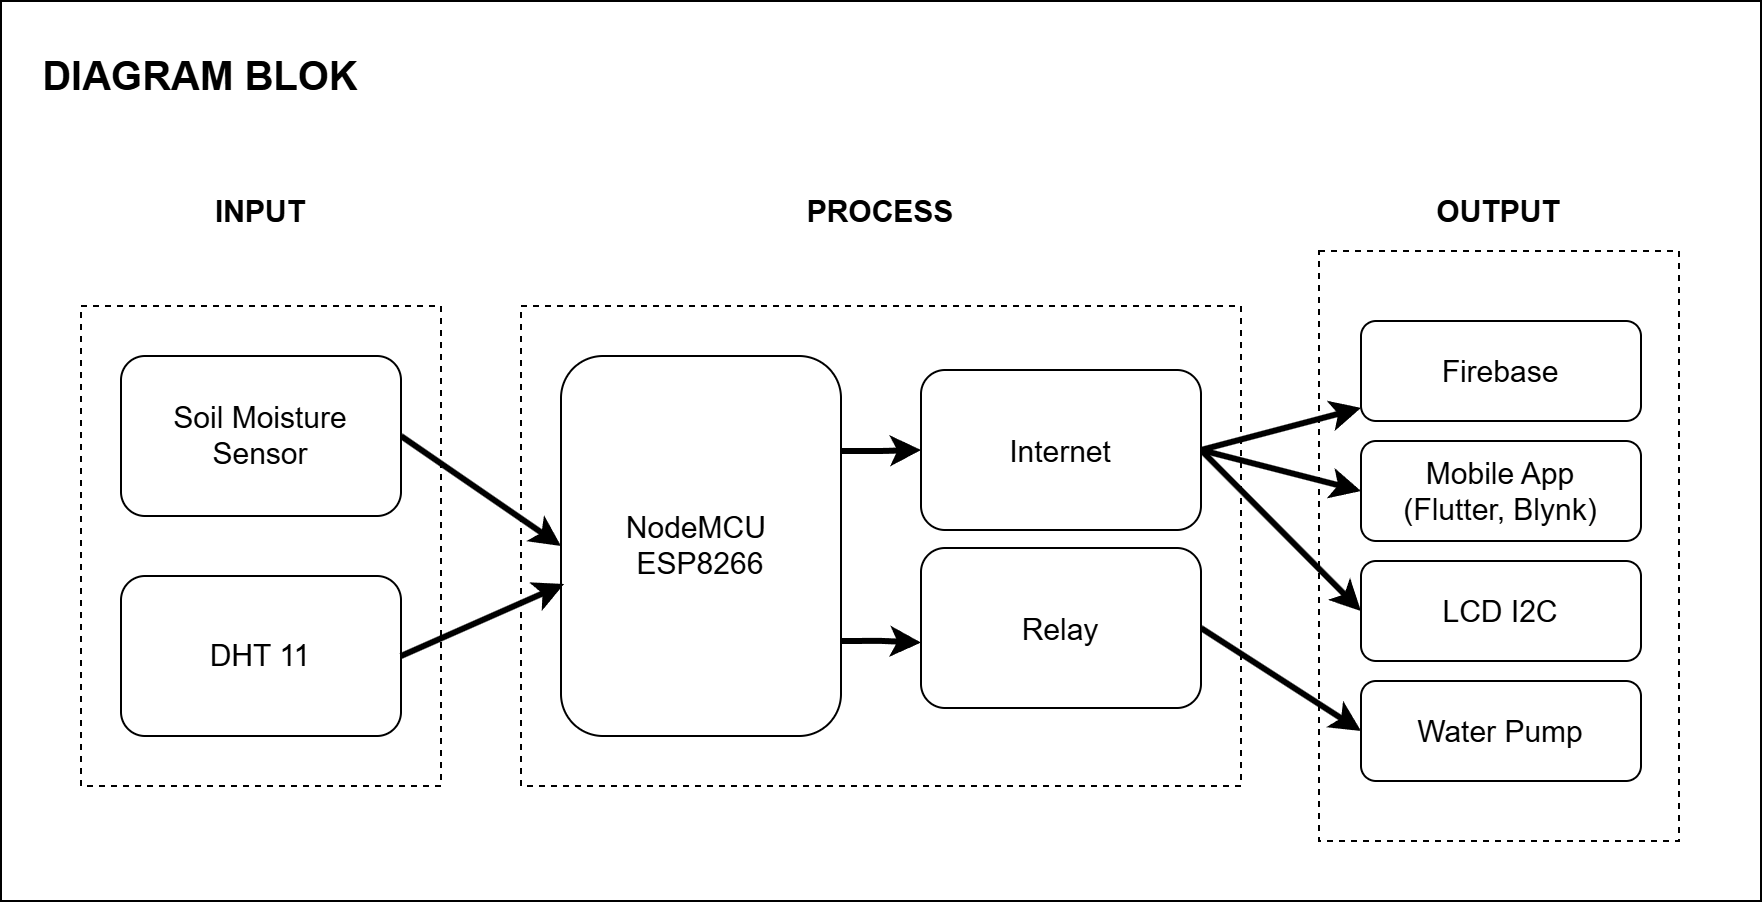 DIAGRAM BLOK
INPUT
PROCESS
OUTPUT
Soil Moisture
Sensor
DHT 11
NodeMCU
ESP8266
Internet
Relay
Firebase
Mobile App
(Flutter, Blynk)
LCD I2C
Water Pump